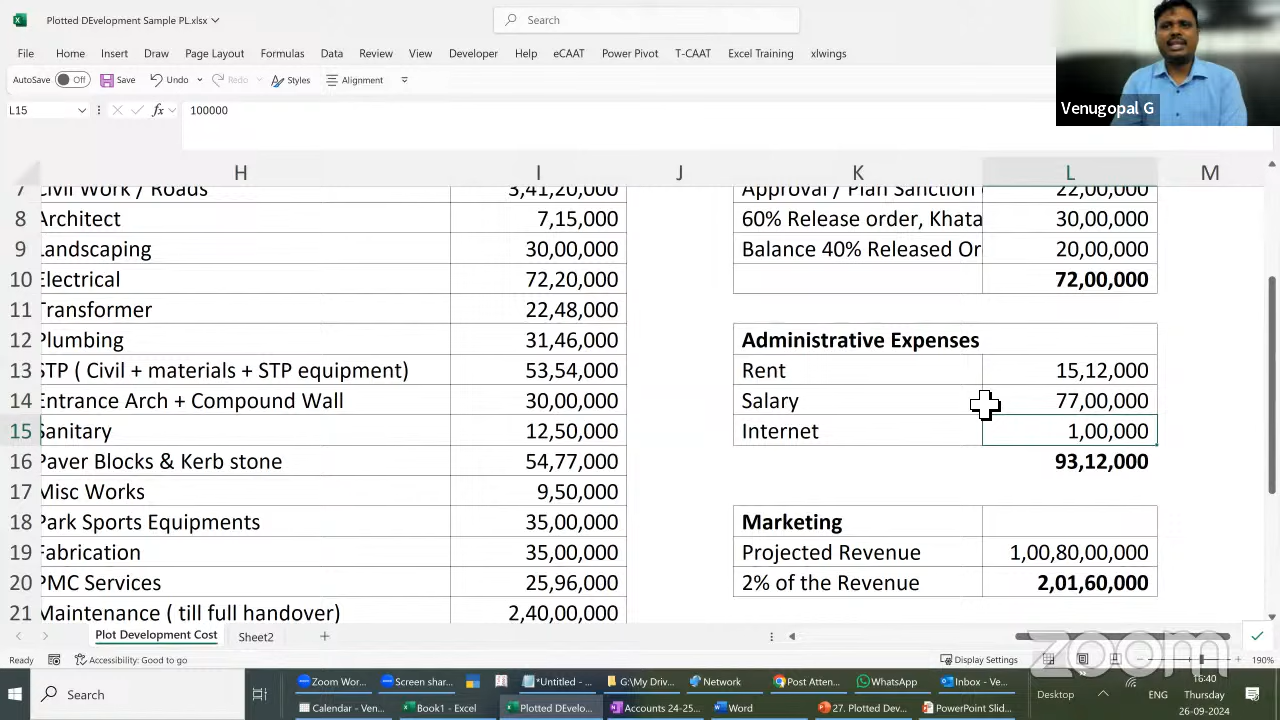 Plotted DEvelopment Sample PL.xlsx
Search
File Home Insert Draw Page Layout Formulas Data Review View Developer Help eCAAT Power Pivot T-CAAT Excel Training xlwings
AutoSave Off Save Undo Redo Styles Alignment
Venugopal G
L15 fx 100000
H I J K L M
7 Civil Work / Roads 3,41,20,000 Approval / Plan Sanction 22,00,000
8 Architect 7,15,000 60% Release order, Khata 30,00,000
9 Landscaping 30,00,000 Balance 40% Released Or 20,00,000
10 Electrical 72,20,000 72,00,000
11 Transformer 22,48,000
12 Plumbing 31,46,000 Administrative Expenses
13 STP ( Civil + materials + STP equipment) 53,54,000 Rent 15,12,000
14 Entrance Arch + Compound Wall 30,00,000 Salary 77,00,000
15 Sanitary 12,50,000 Internet 1,00,000
16 Paver Blocks & Kerb stone 54,77,000 93,12,000
17 Misc Works 9,50,000
18 Park Sports Equipments 35,00,000 Marketing
19 Fabrication 35,00,000 Projected Revenue 1,00,80,00,000
20 PMC Services 25,96,000 2% of the Revenue 2,01,60,000
21 Maintenance ( till full handover) 2,40,00,000
Plot Development Cost Sheet2
zoom
Ready Accessibility: Good to go Display Settings 190%
Search
Zoom Wor... Screen shar... *Untitled - ... G:\My Driv... Network Post Atten... WhatsApp Inbox - Ve...
Calendar - Ven... Book1 - Excel Plotted DEvelo... Accounts 24-25... Word 27. Plotted Dev... PowerPoint Slid...
Desktop ENG
16:40
Thursday
26-09-2024